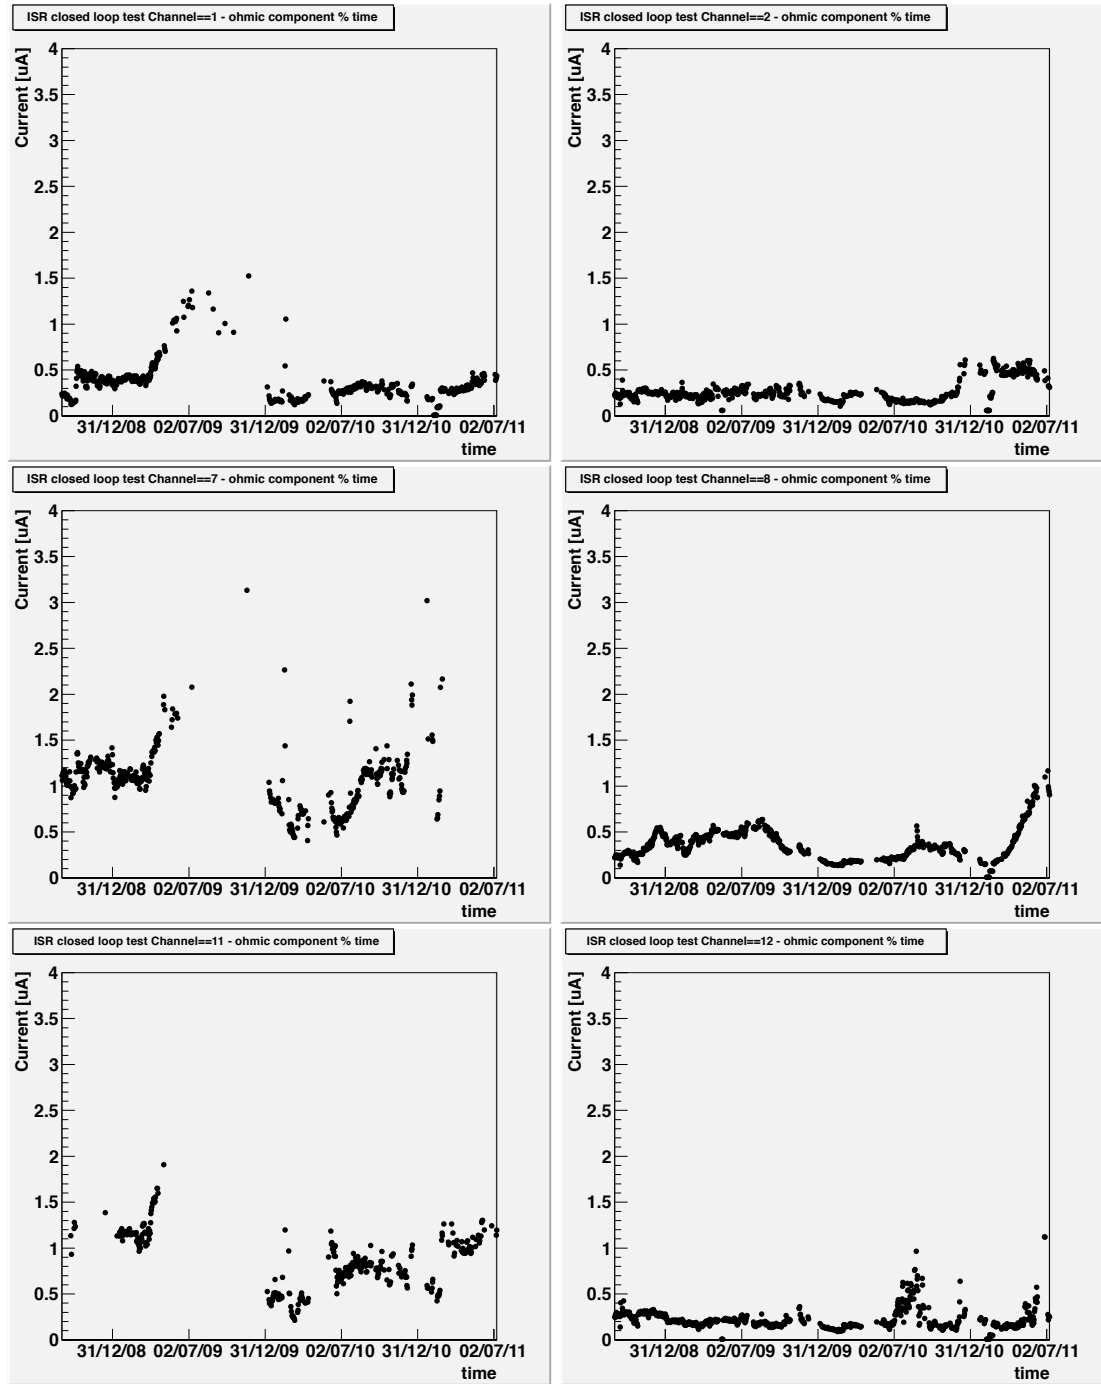 ISR closed loop test Channel==1 - ohmic component % time
Current [uA]
4
3.5
3
2.5
2
1.5
1
0.5
0
31/12/08 02/07/09 31/12/09 02/07/10 31/12/10 02/07/11
time
ISR closed loop test Channel==2 - ohmic component % time
Current [uA]
4
3.5
3
2.5
2
1.5
1
0.5
0
31/12/08 02/07/09 31/12/09 02/07/10 31/12/10 02/07/11
time
ISR closed loop test Channel==7 - ohmic component % time
Current [uA]
4
3.5
3
2.5
2
1.5
1
0.5
0
31/12/08 02/07/09 31/12/09 02/07/10 31/12/10 02/07/11
time
ISR closed loop test Channel==8 - ohmic component % time
Current [uA]
4
3.5
3
2.5
2
1.5
1
0.5
0
31/12/08 02/07/09 31/12/09 02/07/10 31/12/10 02/07/11
time
ISR closed loop test Channel==11 - ohmic component % time
Current [uA]
4
3.5
3
2.5
2
1.5
1
0.5
0
31/12/08 02/07/09 31/12/09 02/07/10 31/12/10 02/07/11
time
ISR closed loop test Channel==12 - ohmic component % time
Current [uA]
4
3.5
3
2.5
2
1.5
1
0.5
0
31/12/08 02/07/09 31/12/09 02/07/10 31/12/10 02/07/11
time